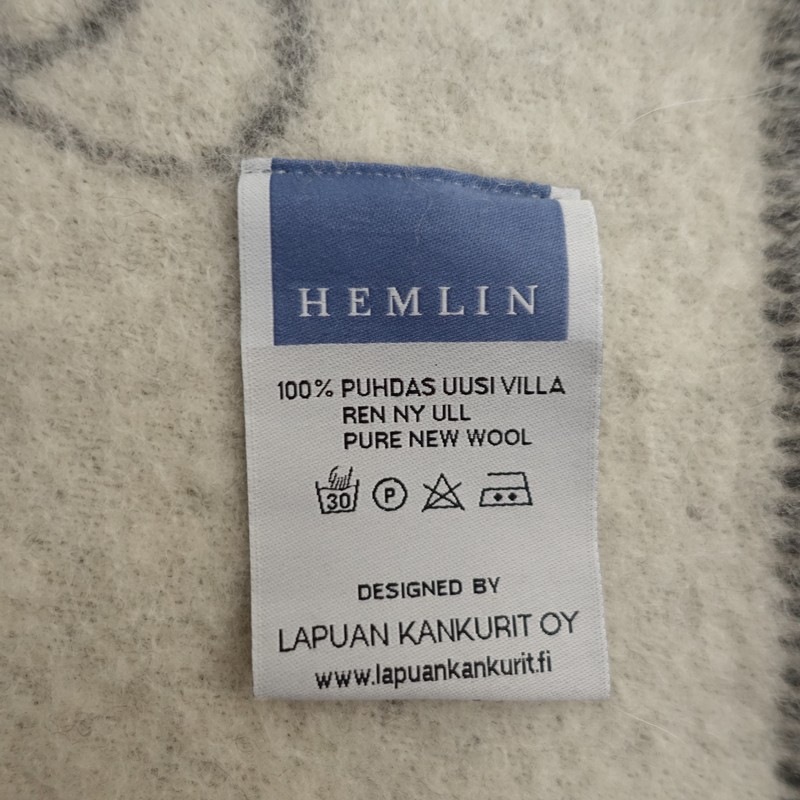 HEMLIN
100% PUHDAS UUSI VILLA
REN NY ULL
PURE NEW WOOL
30 P
DESIGNED BY
LAPUAN KANKURIT OY
www.lapuankankurit.fi